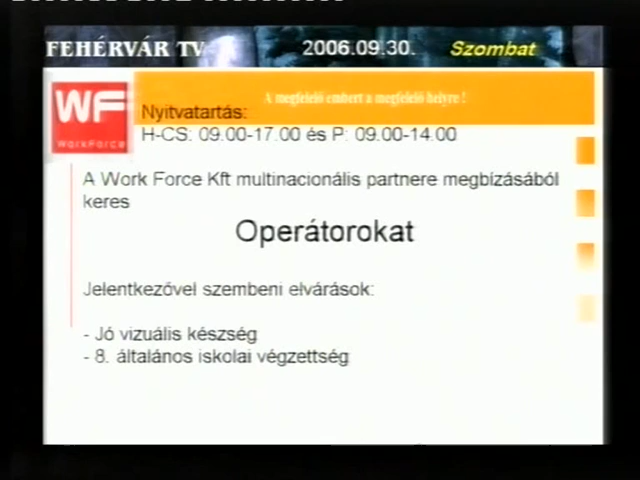 FEHÉRVÁR TV
2006.09.30.
Szombat
WF
WorkForce
A megfelelő embert a megfelelő helyre!
Nyitvatartás:
H-CS: 09.00-17.00 és P: 09.00-14.00
A Work Force Kft multinacionális partnere megbízásából
keres
Operátorokat
Jelentkezővel szembeni elvárások:
- Jó vizuális készség
- 8. általános iskolai végzettség